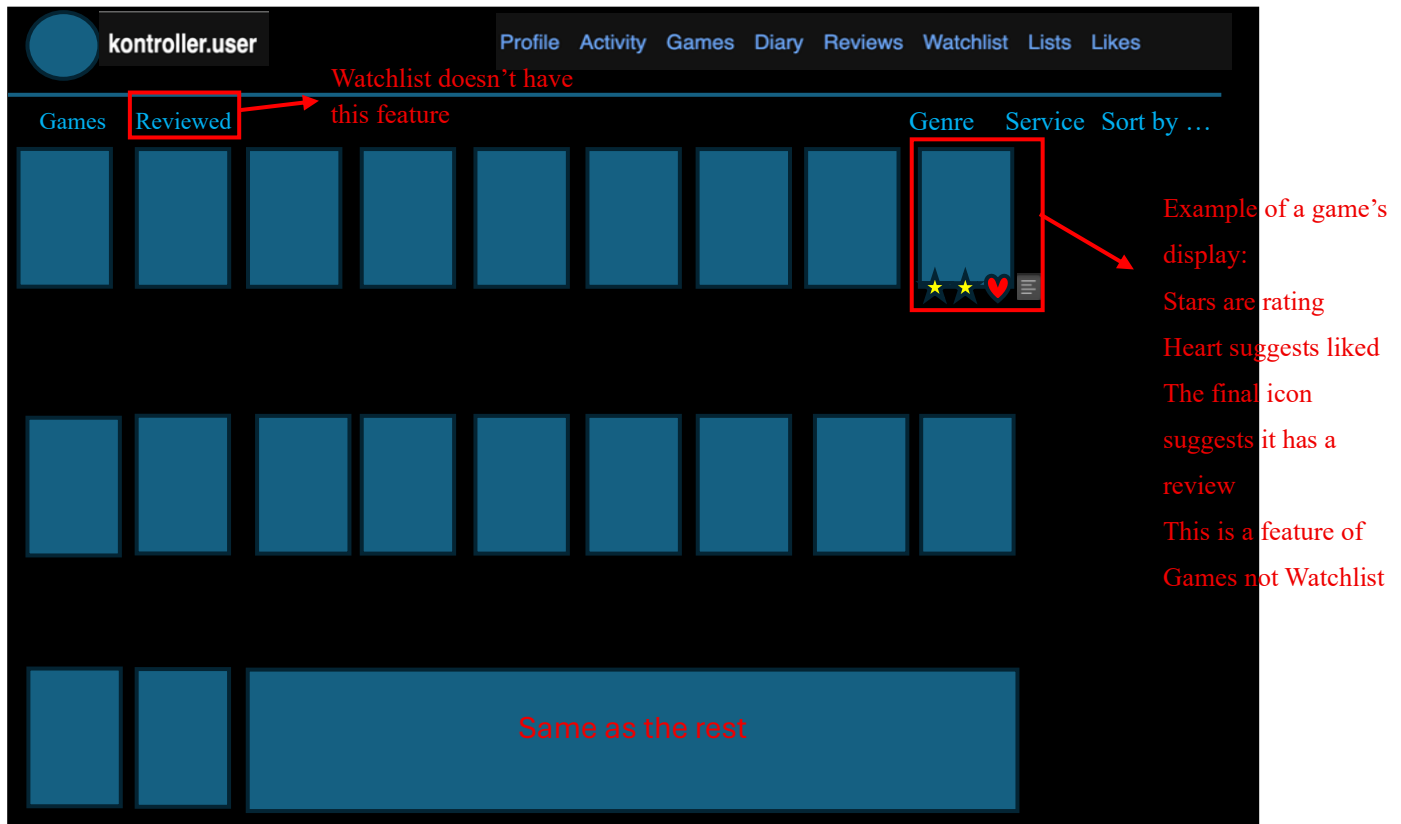 kontroller.user
Profile Activity Games Diary Reviews Watchlist Lists Likes
Watchlist doesn’t have
this feature
Games Reviewed
Genre Service Sort by …
Example of a game’s
display:
Stars are rating
Heart suggests liked
The final icon
suggests it has a
review
This is a feature of
Games not Watchlist
Same as the rest